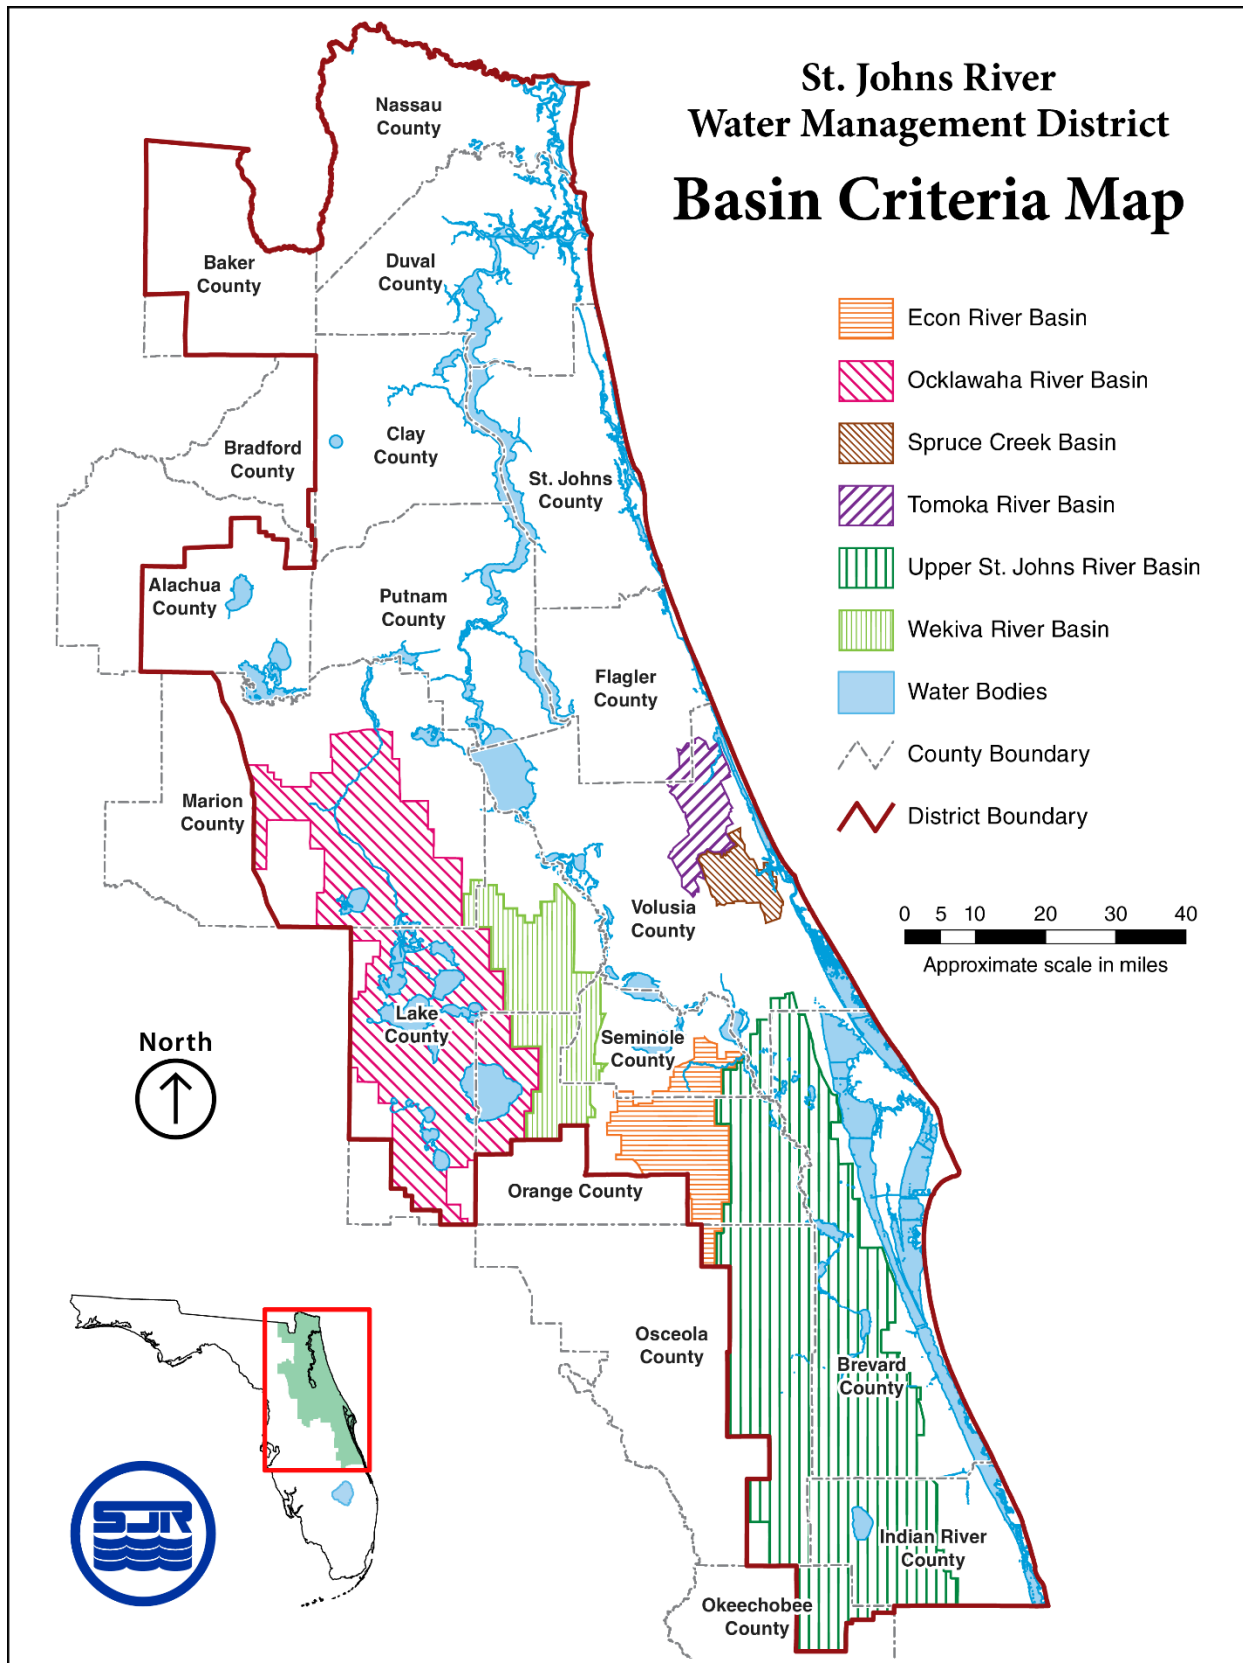 St. Johns River
Water Management District
Basin Criteria Map
Nassau
County
Baker
County
Duval
County
Bradford
County
Clay
County
St. Johns
County
Alachua
County
Putnam
County
Flagler
County
Marion
County
Volusia
County
Lake
County
Seminole
County
Orange County
Osceola
County
Brevard
County
Indian River
County
Okeechobee
County
Econ River Basin
Ocklawaha River Basin
Spruce Creek Basin
Tomoka River Basin
Upper St. Johns River Basin
Wekiva River Basin
Water Bodies
County Boundary
District Boundary
0 5 10 20 30 40
Approximate scale in miles
North
SJR